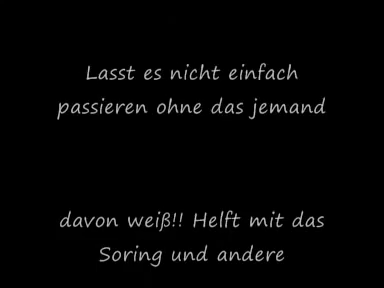 Lasst es nicht einfach
passieren ohne das jemand
davon weiß!! Helft mit das
Soring und andere